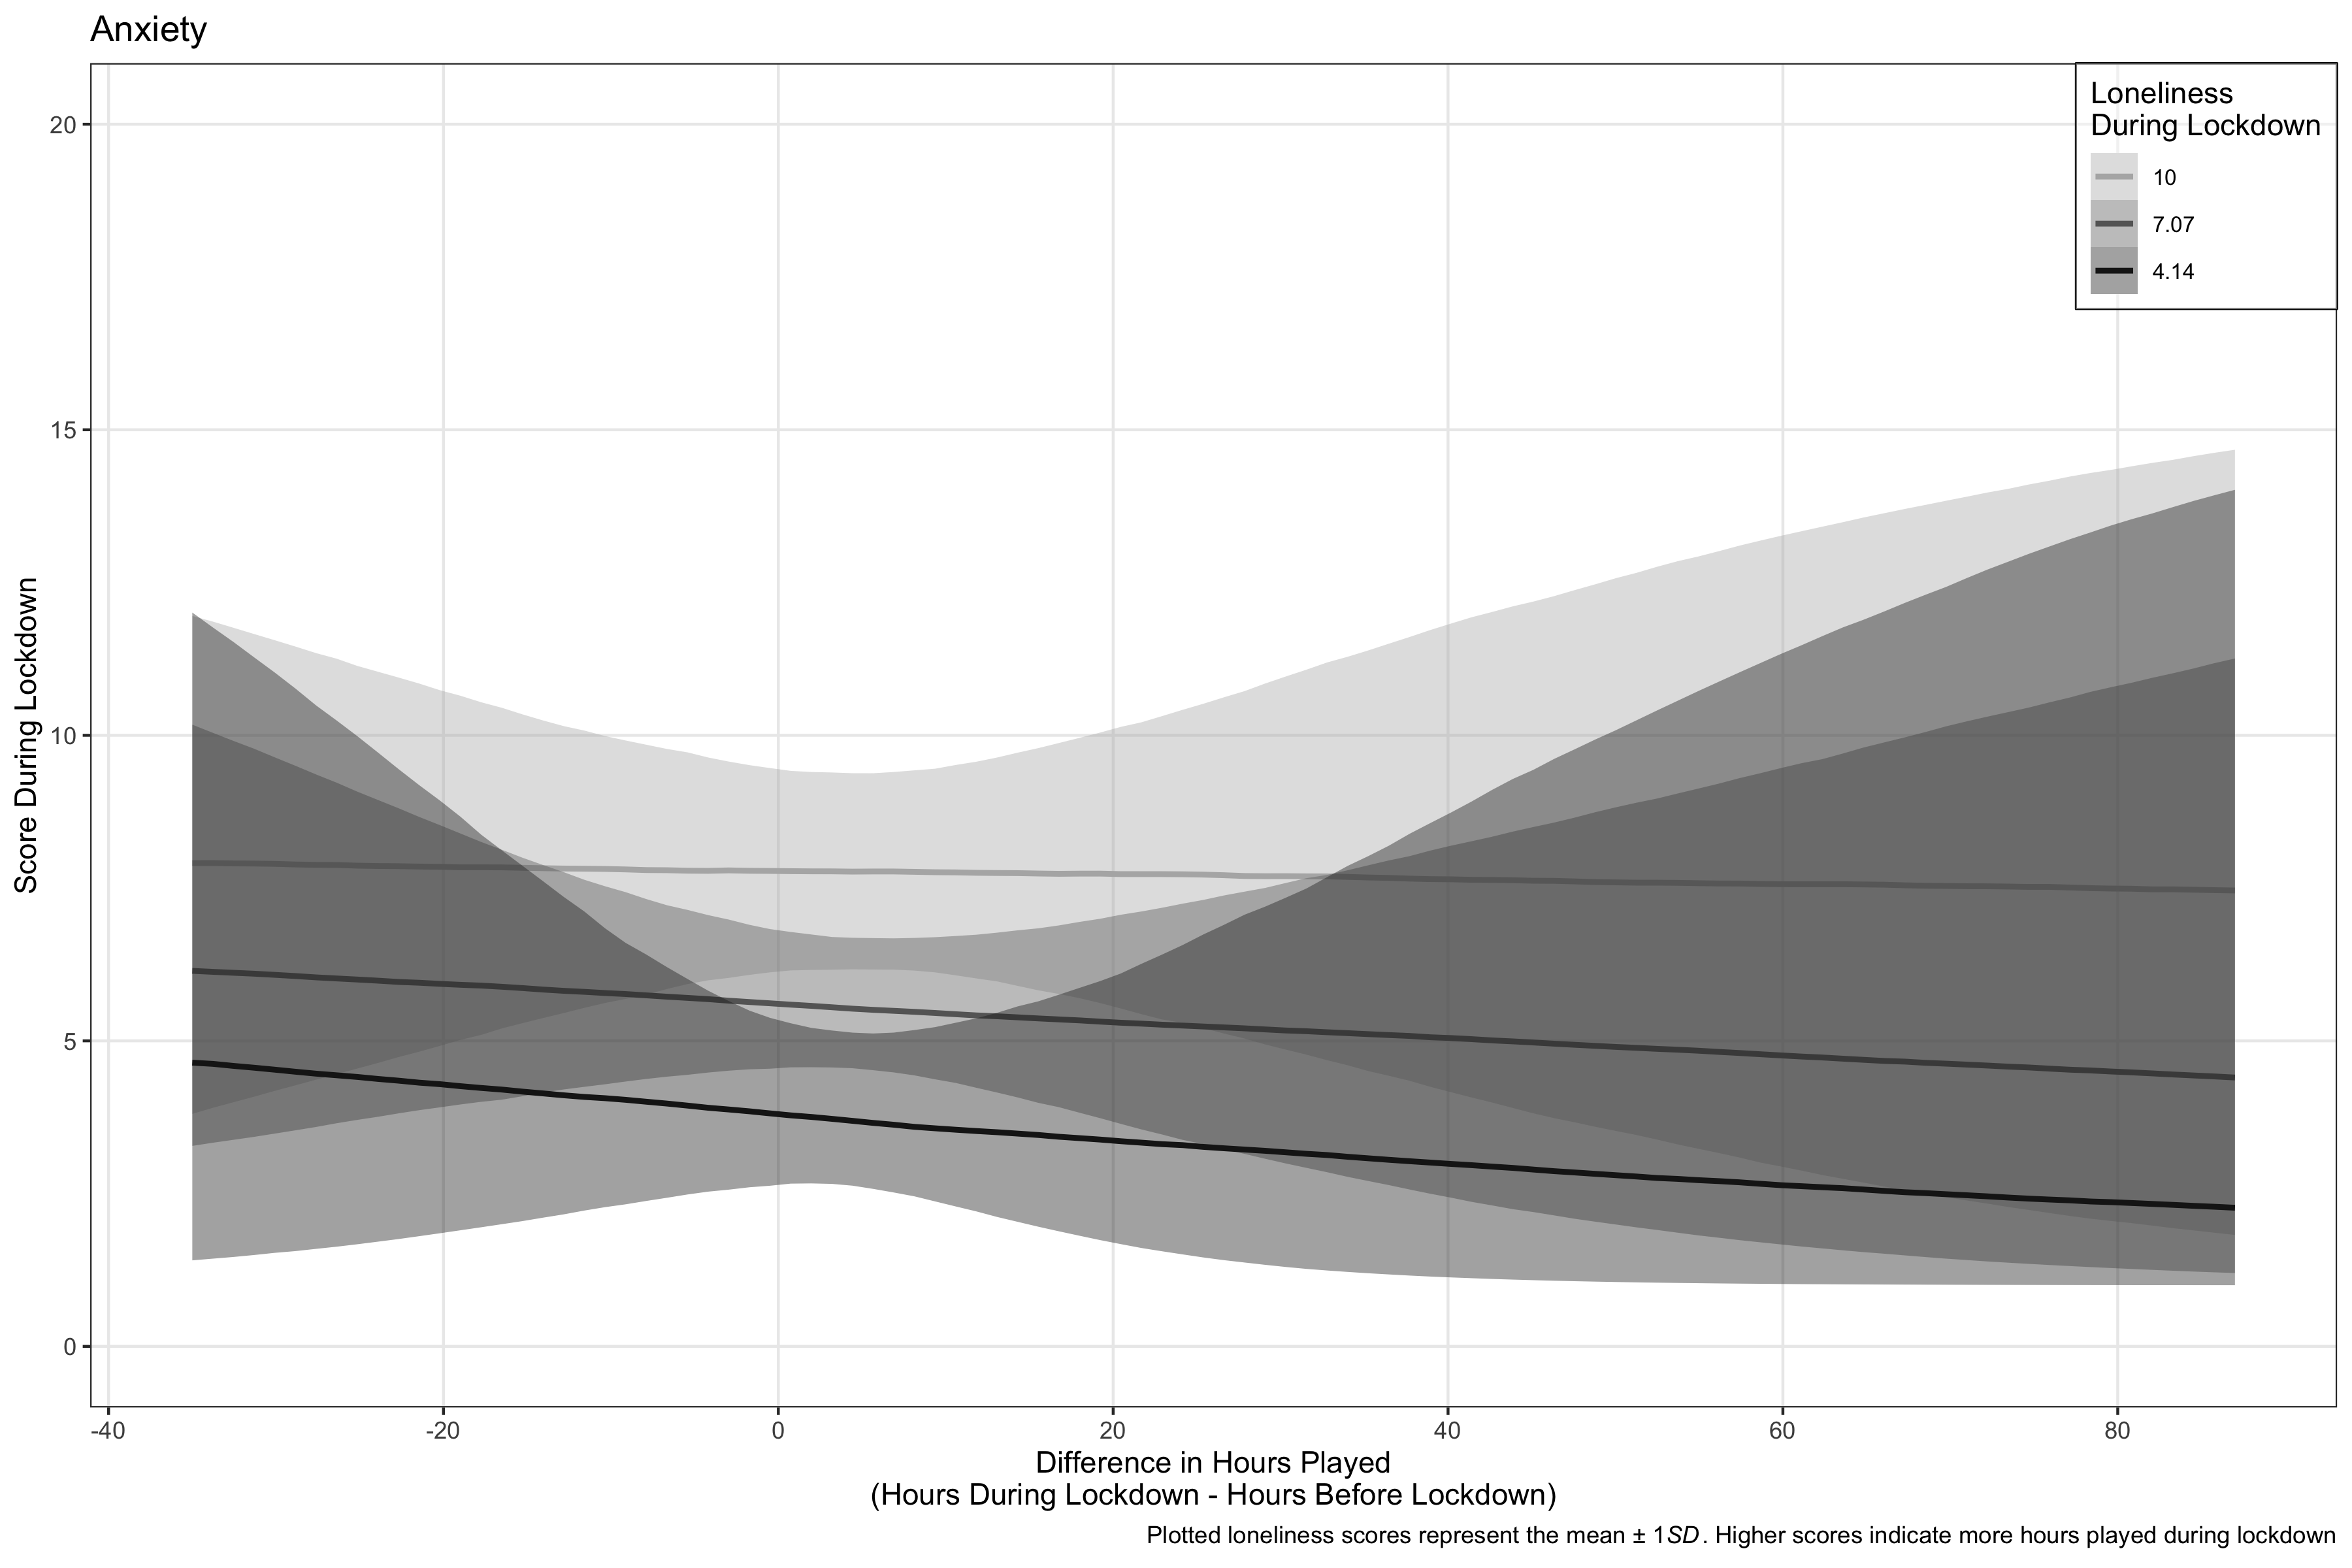 Anxiety
Loneliness
During Lockdown
10
7.07
4.14
Score During Lockdown
20
15
10
5
0
-40
-20
0
20
40
60
80
Difference in Hours Played
(Hours During Lockdown - Hours Before Lockdown)
Plotted loneliness scores represent the mean ± 1SD. Higher scores indicate more hours played during lockdown